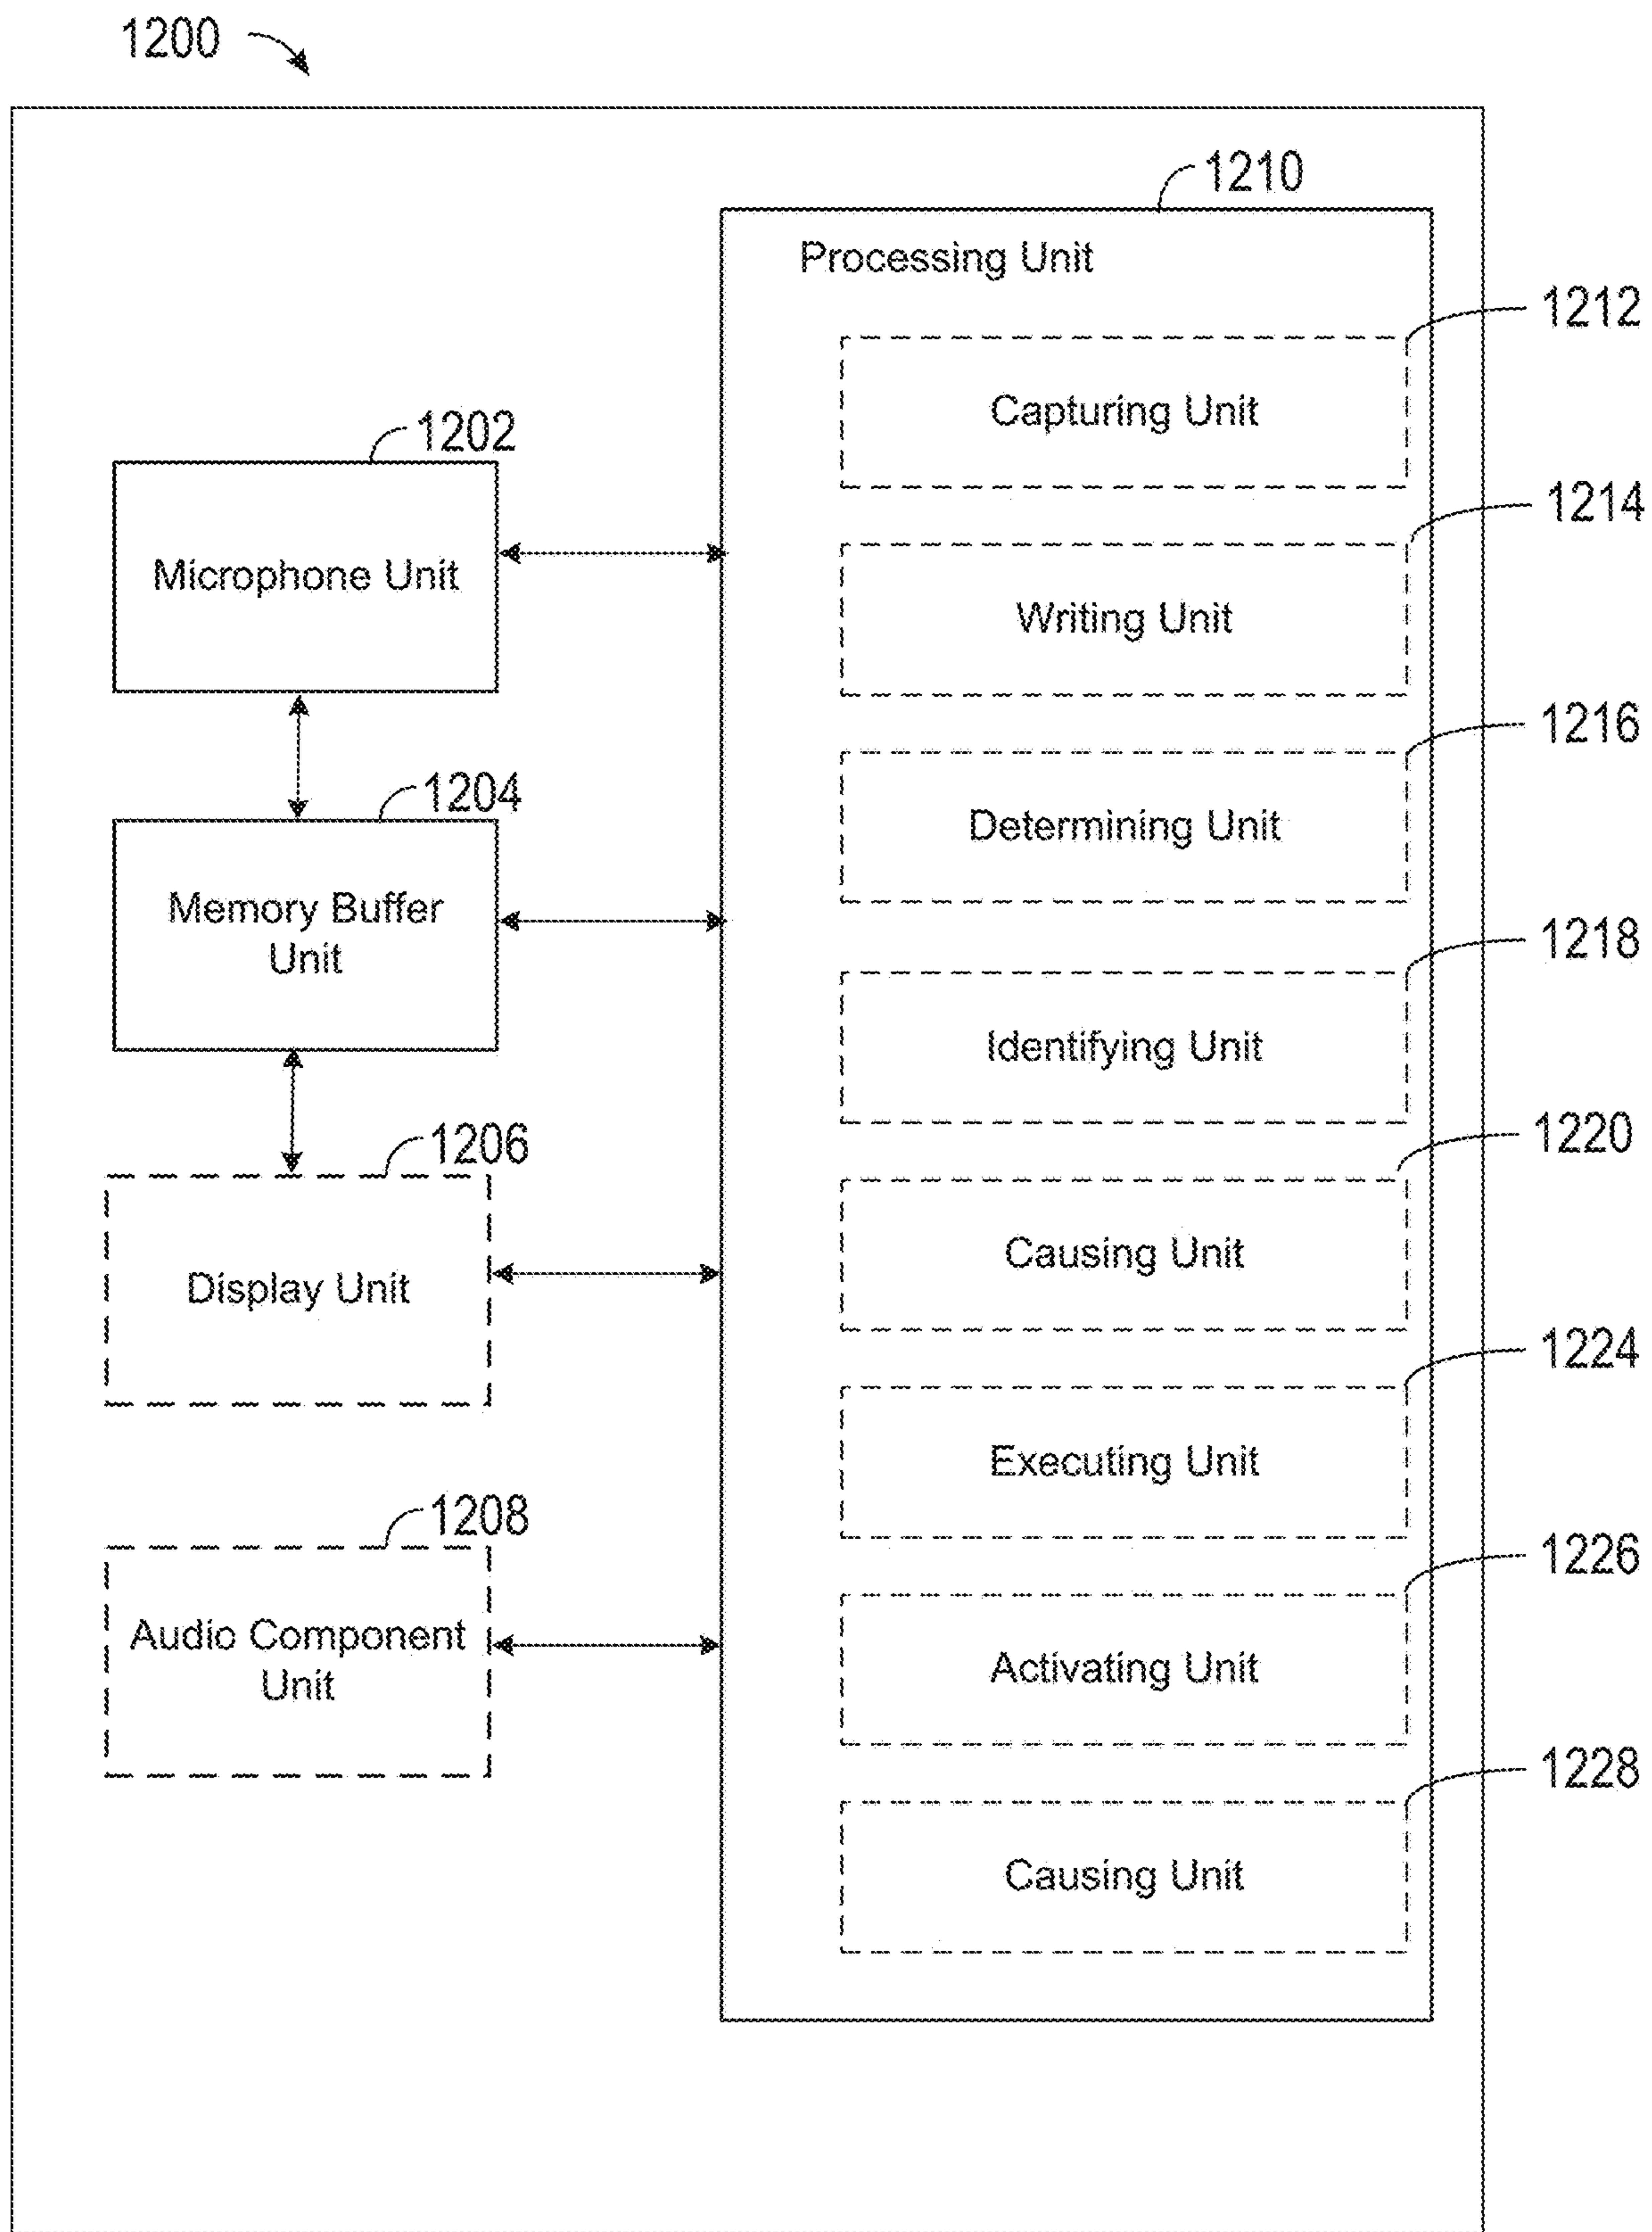 1200
1210
Processing Unit
1212
Capturing Unit
1202
1214
Microphone Unit
Writing Unit
1216
1204
Determining Unit
Memory Buffer
Unit
1218
Identifying Unit
1206
1220
Display Unit
Causing Unit
1224
Executing Unit
1208
1226
Audio Component
Unit
Activating Unit
1228
Causing Unit